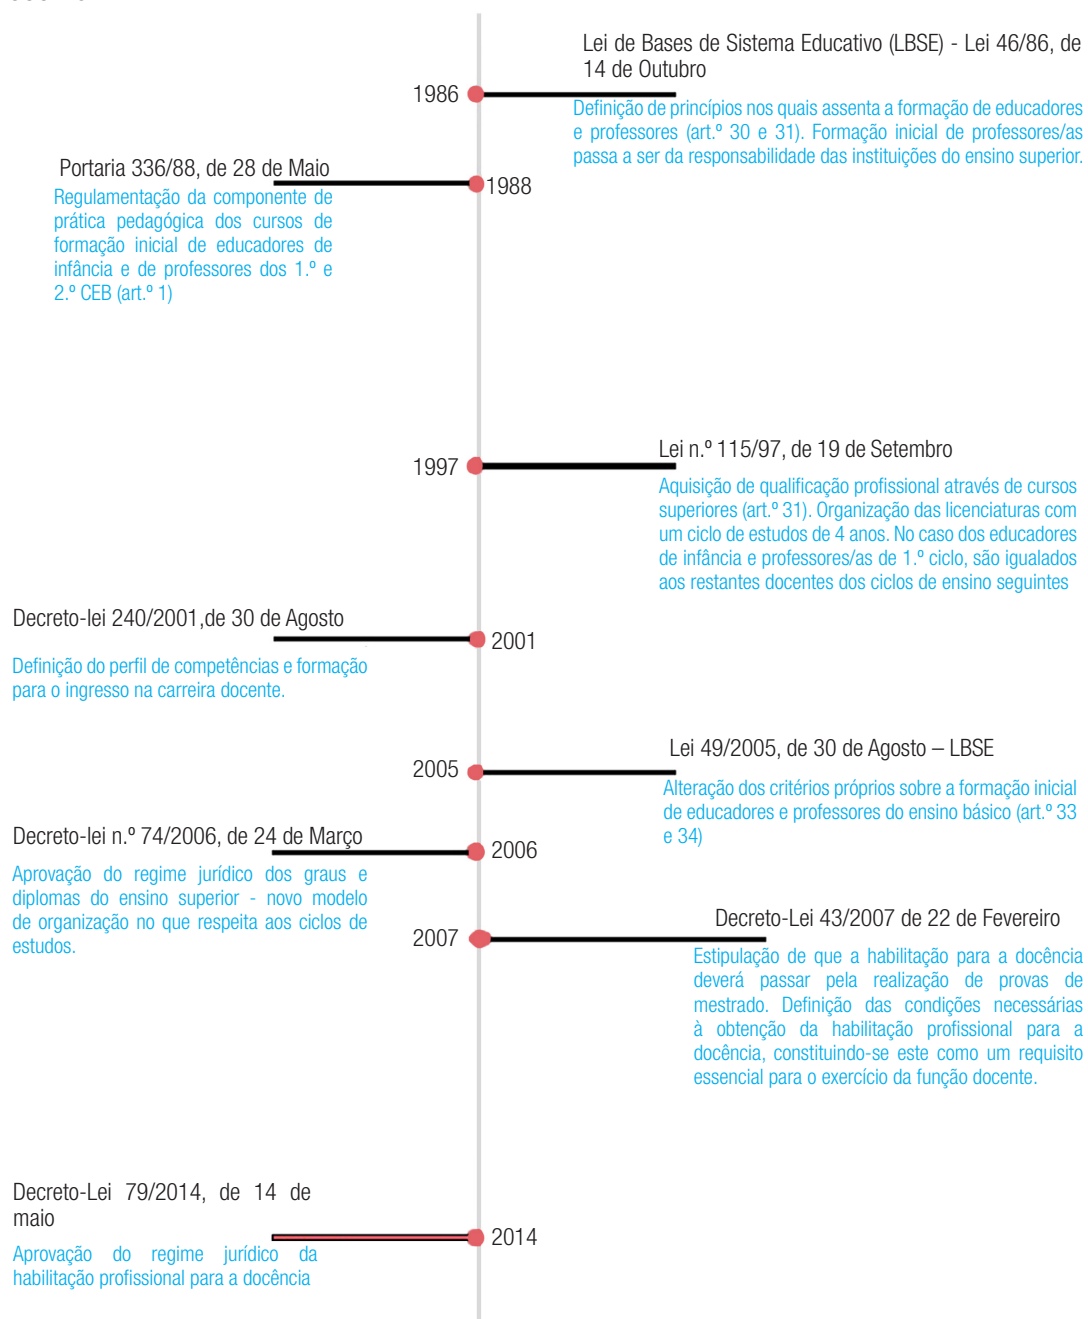 Lei de Bases de Sistema Educativo (LBSE) - Lei 46/86, de
14 de Outubro
1986
Definição de princípios nos quais assenta a formação de educadores
e professores (art.º 30 e 31). Formação inicial de professores/as
passa a ser da responsabilidade das instituições do ensino superior.
Portaria 336/88, de 28 de Maio
1988
Regulamentação da componente de
prática pedagógica dos cursos de
formação inicial de educadores de
infância e de professores dos 1.º e
2.º CEB (art.º 1)
Lei n.º 115/97, de 19 de Setembro
1997
Aquisição de qualificação profissional através de cursos
superiores (art.º 31). Organização das licenciaturas com
um ciclo de estudos de 4 anos. No caso dos educadores
de infância e professores/as de 1.º ciclo, são igualados
aos restantes docentes dos ciclos de ensino seguintes
Decreto-lei 240/2001,de 30 de Agosto
2001
Definição do perfil de competências e formação
para o ingresso na carreira docente.
Lei 49/2005, de 30 de Agosto – LBSE
2005
Alteração dos critérios próprios sobre a formação inicial
de educadores e professores do ensino básico (art.º 33
e 34)
Decreto-lei n.º 74/2006, de 24 de Março
2006
Aprovação do regime jurídico dos graus e
diplomas do ensino superior - novo modelo
de organização no que respeita aos ciclos de
estudos.
Decreto-Lei 43/2007 de 22 de Fevereiro
2007
Estipulação de que a habilitação para a docência
deverá passar pela realização de provas de
mestrado. Definição das condições necessárias
à obtenção da habilitação profissional para a
docência, constituindo-se este como um requisito
essencial para o exercício da função docente.
Decreto-Lei 79/2014, de 14 de
maio
2014
Aprovação do regime jurídico da
habilitação profissional para a docência